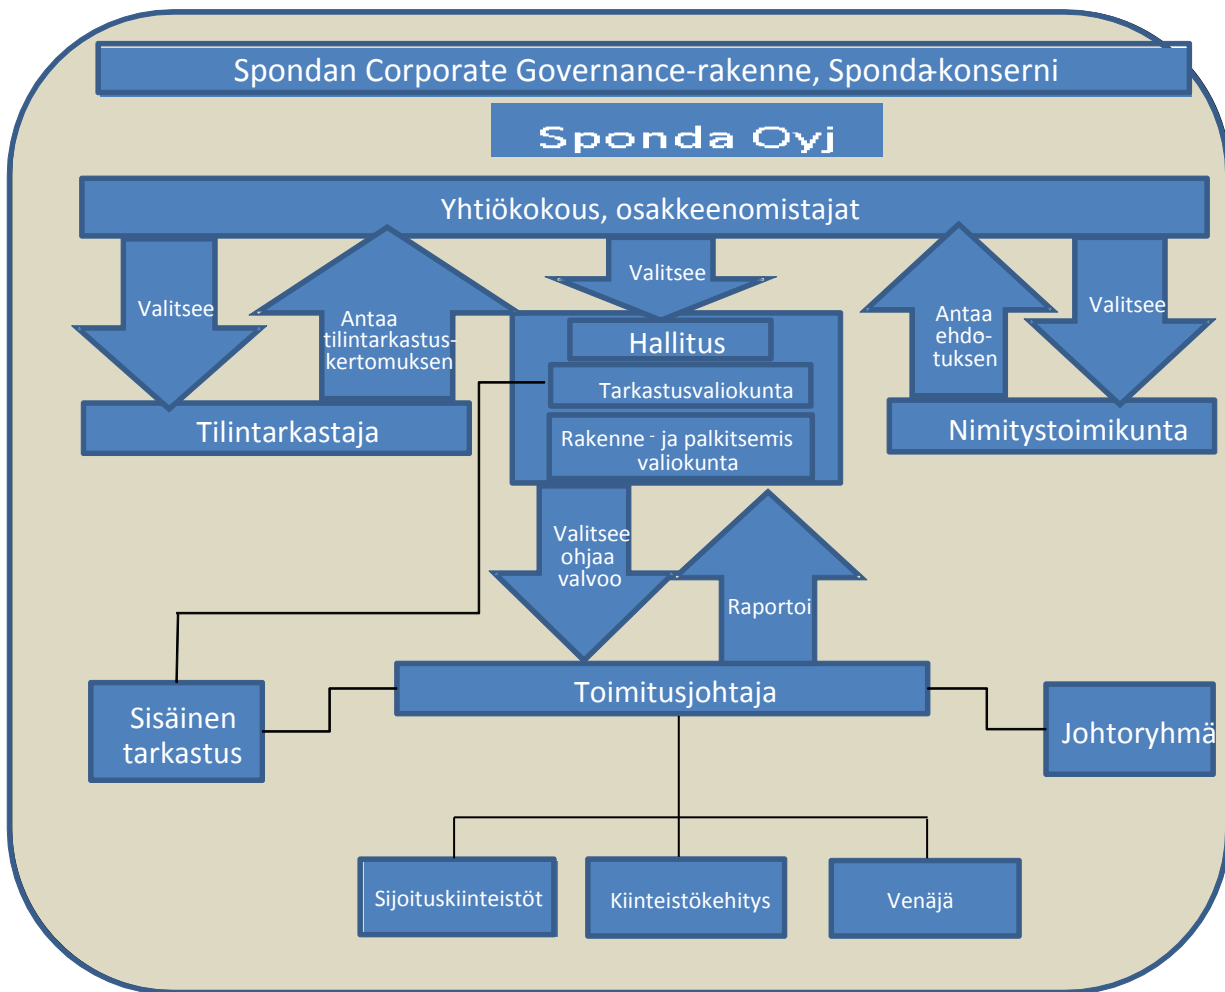 Spondan Corporate Governance-rakenne, Sponda-konserni
Sponda Oyj
Yhtiökokous, osakkeenomistajat
Valitsee
Antaa
tilintarkastus-
kertomuksen
Valitsee
Antaa
ehdo-
tuksen
Valitsee
Hallitus
Tarkastusvaliokunta
Rakenne - ja palkitsemis
valiokunta
Tilintarkastaja
Nimitystoimikunta
Valitsee
ohjaa
valvoo
Raportoi
Toimitusjohtaja
Sisäinen
tarkastus
Johtoryhmä
Sijoituskiinteistöt
Kiinteistökehitys
Venäjä